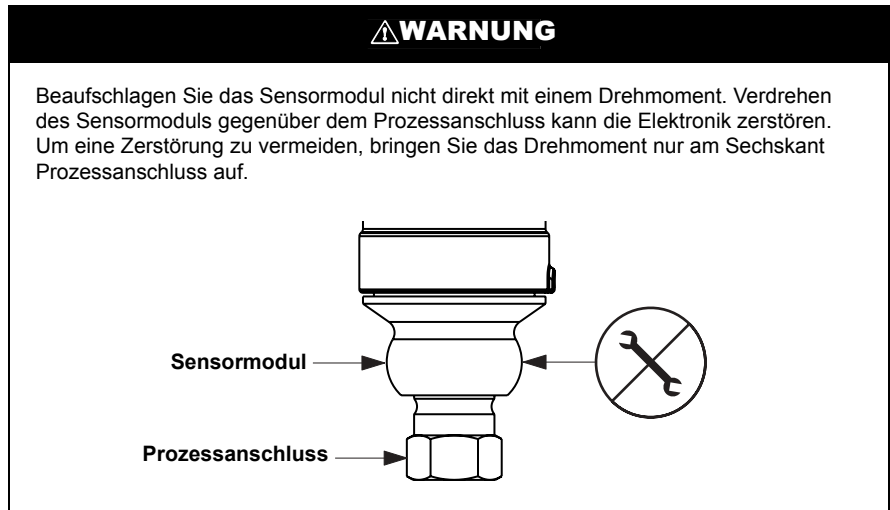 ⚠WARNUNG
Beaufschlagen Sie das Sensormodul nicht direkt mit einem Drehmoment. Verdrehen
des Sensormoduls gegenüber dem Prozessanschluss kann die Elektronik zerstören.
Um eine Zerstörung zu vermeiden, bringen Sie das Drehmoment nur am Sechskant
Prozessanschluss auf.
Sensormodul
Prozessanschluss